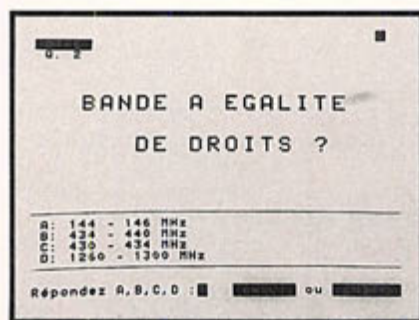 Q. 2
BANDE A EGALITE
DE DROITS ?
A: 144 - 146 MHz
B: 434 - 440 MHz
C: 430 - 434 MHz
D: 1260 - 1300 MHz
Répondez A,B,C,D : ou